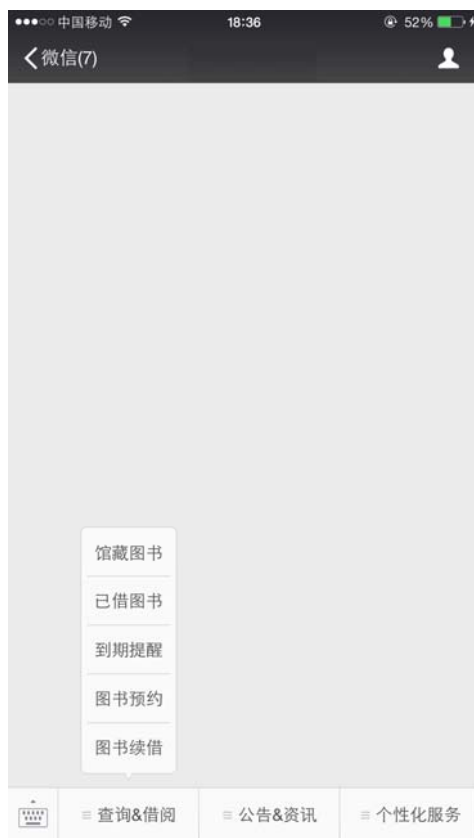 中国移动 18:36 52%
微信(7)
馆藏图书
已借图书
到期提醒
图书预约
图书续借
查询&借阅 公告&资讯 个性化服务